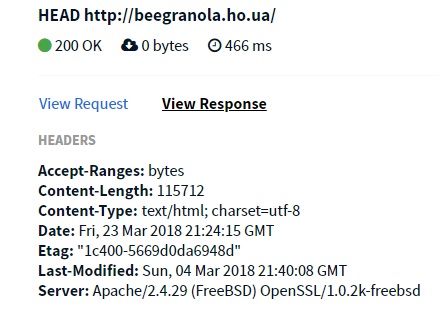 HEAD http://beegranola.ho.ua/
200 OK 0 bytes 466 ms
View Request View Response
HEADERS
Accept-Ranges: bytes
Content-Length: 115712
Content-Type: text/html; charset=utf-8
Date: Fri, 23 Mar 2018 21:24:15 GMT
Etag: "1c400-5669d0da6948d"
Last-Modified: Sun, 04 Mar 2018 21:40:08 GMT
Server: Apache/2.4.29 (FreeBSD) OpenSSL/1.0.2k-freebsd